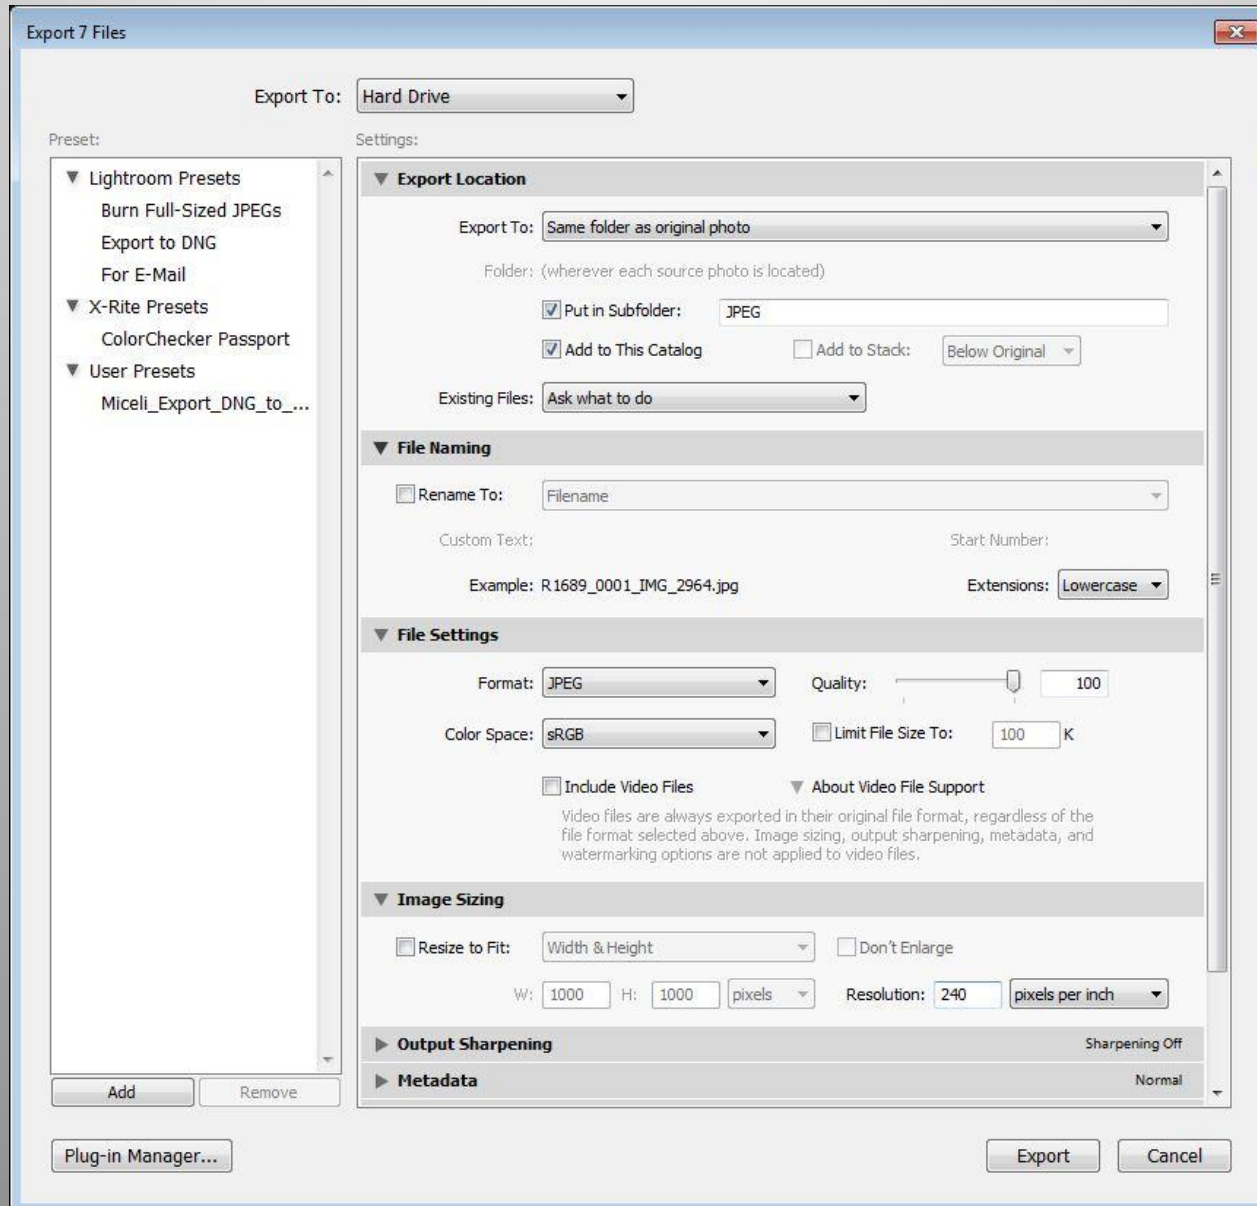 Export 7 Files
Export To: Hard Drive
Preset:
Lightroom Presets
Burn Full-Sized JPEGs
Export to DNG
For E-Mail
X-Rite Presets
ColorChecker Passport
User Presets
Miceli_Export_DNG_to_...
Add Remove
Settings:
Export Location
Export To: Same folder as original photo
Folder: (wherever each source photo is located)
Put in Subfolder: JPEG
Add to This Catalog Add to Stack: Below Original
Existing Files: Ask what to do
File Naming
Rename To: Filename
Custom Text: Start Number:
Example: R1689_0001_IMG_2964.jpg Extensions: Lowercase
File Settings
Format: JPEG Quality: 100
Color Space: sRGB Limit File Size To: 100 K
Include Video Files About Video File Support
Video files are always exported in their original file format, regardless of the
file format selected above. Image sizing, output sharpening, metadata, and
watermarking options are not applied to video files.
Image Sizing
Resize to Fit: Width & Height Don't Enlarge
W: 1000 H: 1000 pixels Resolution: 240 pixels per inch
Output Sharpening Sharpening Off
Metadata Normal
Plug-in Manager... Export Cancel